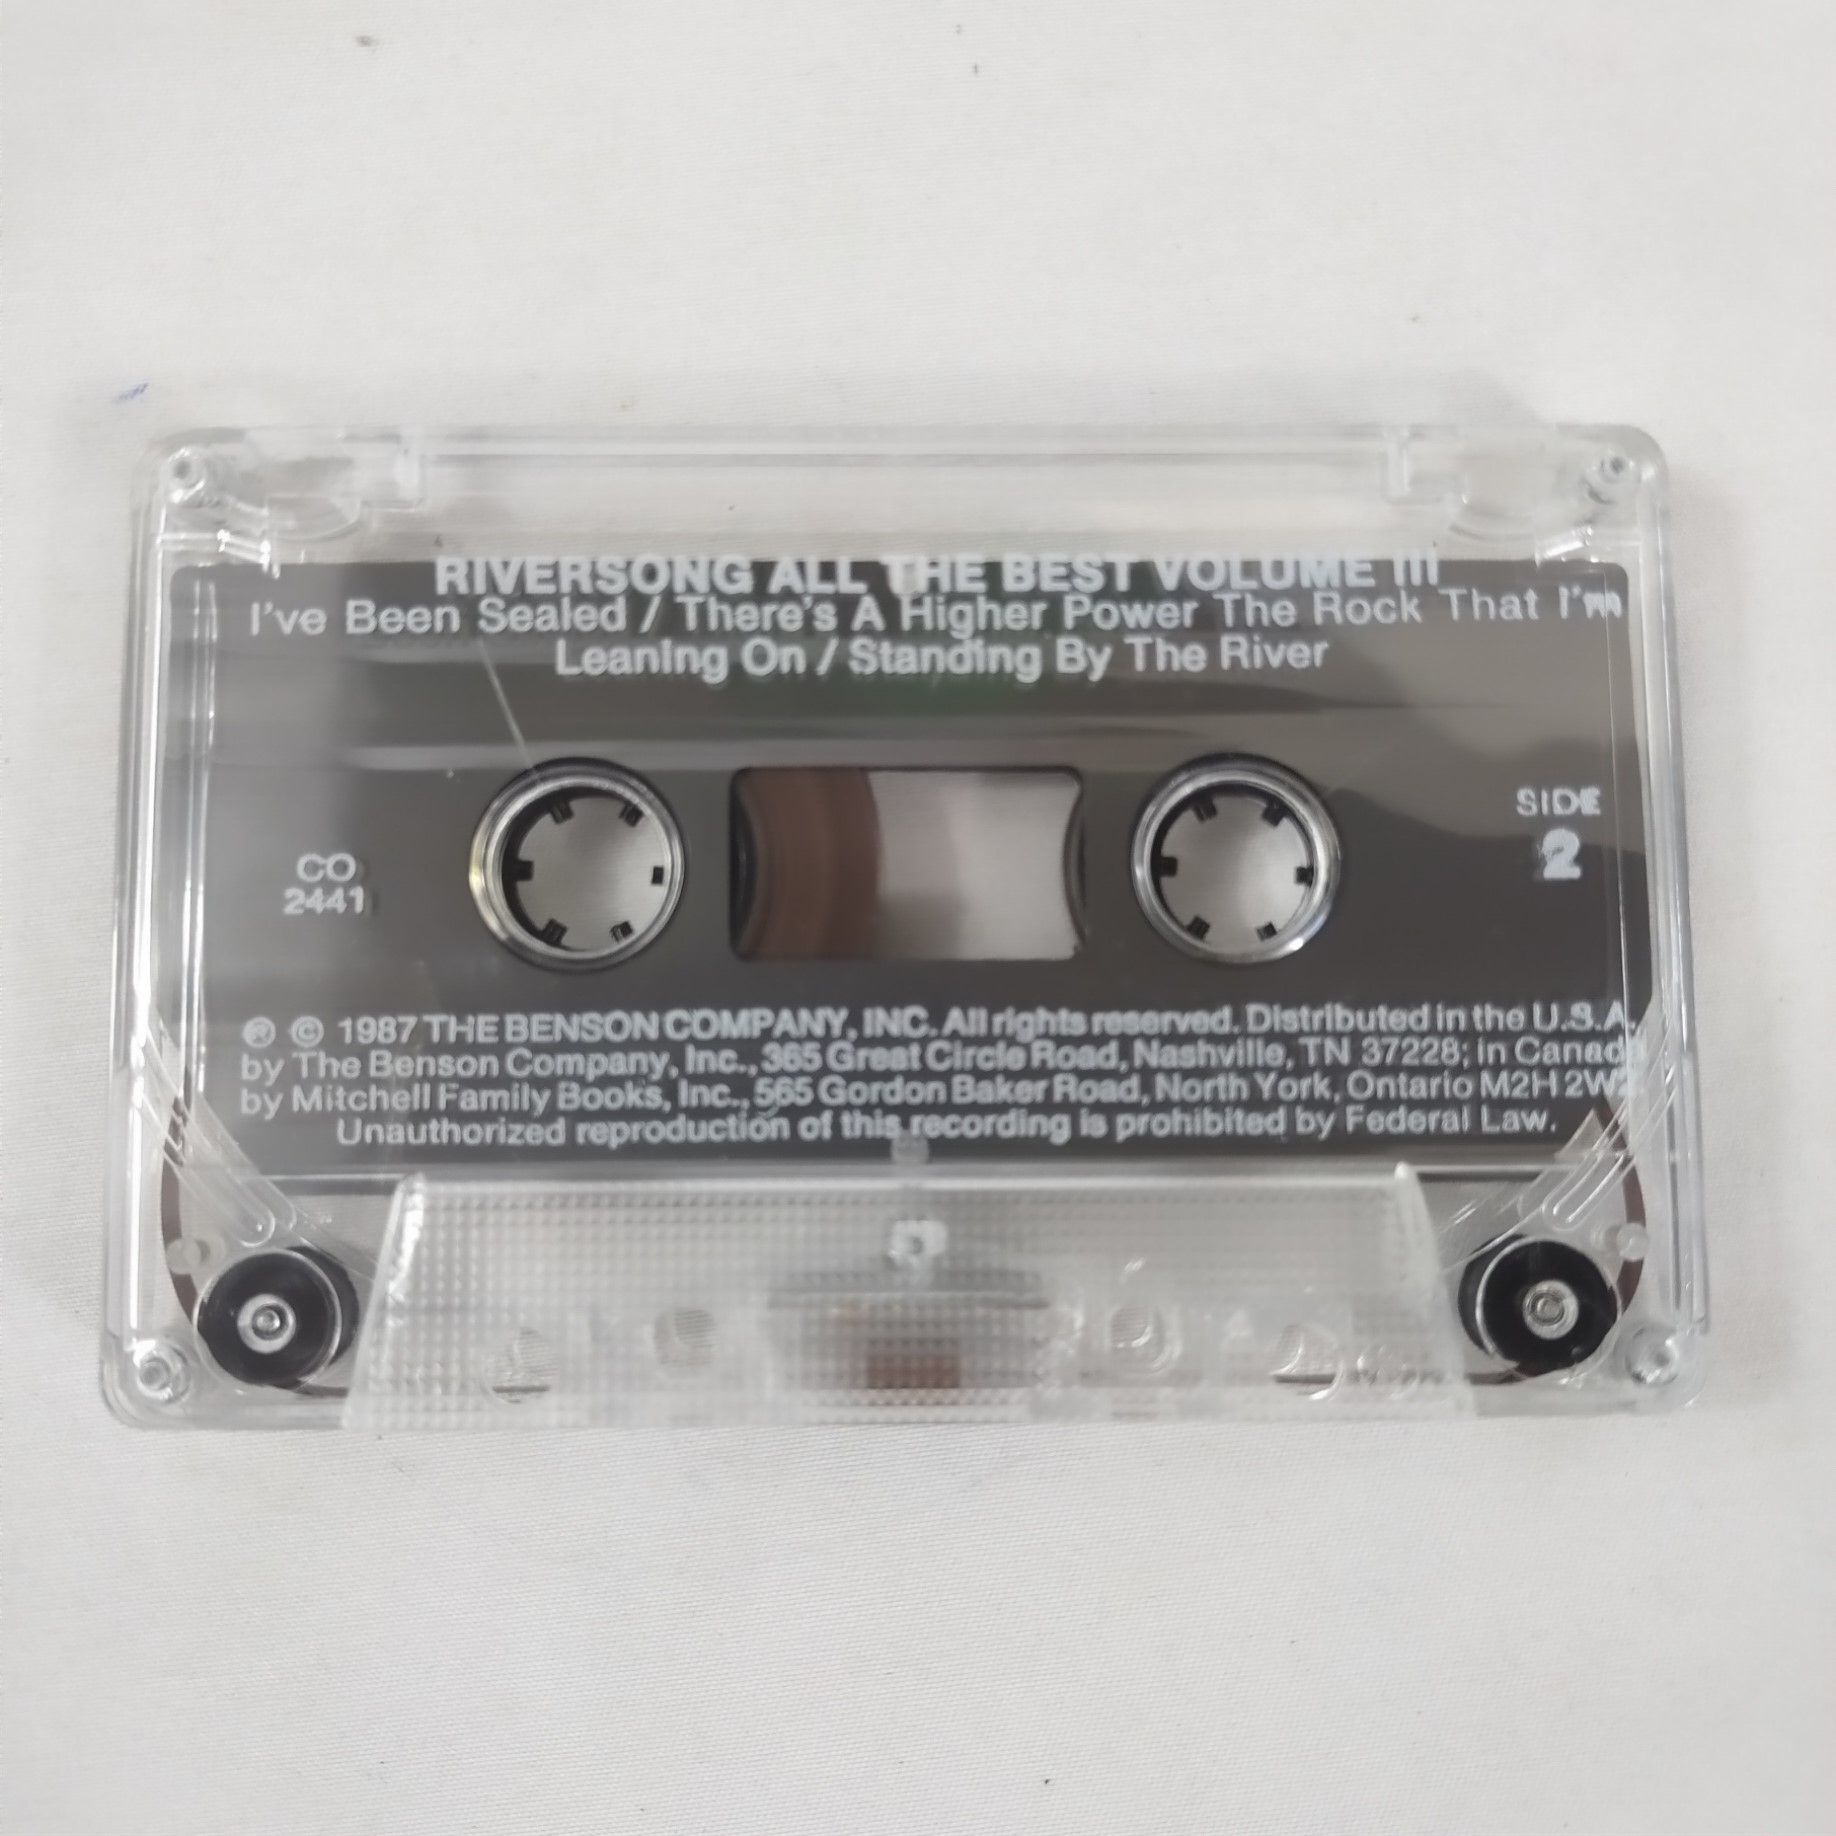 RIVERSONG ALL THE BEST VOLUME III
I've Been Sealed / There's A Higher Power The Rock That I'm
Leaning On / Standing By The River
SIDE
2
CO
2441
℗ © 1987 THE BENSON COMPANY, INC. All rights reserved. Distributed in the U.S.A.
by The Benson Company, Inc., 365 Great Circle Road, Nashville, TN 37228; in Canada
by Mitchell Family Books, Inc., 565 Gordon Baker Road, North York, Ontario M2H
Unauthorized reproduction of this recording is prohibited by Federal Law.